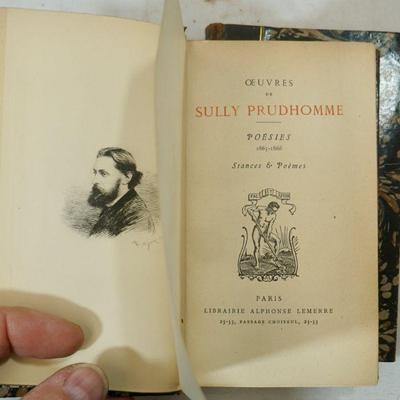 ŒUVRES
DE
SULLY PRUDHOMME
POÉSIES
1865-1866
Stances & Poèmes
PARIS
LIBRAIRIE ALPHONSE LEMERRE
23-33, PASSAGE CHOISEUL, 23-33